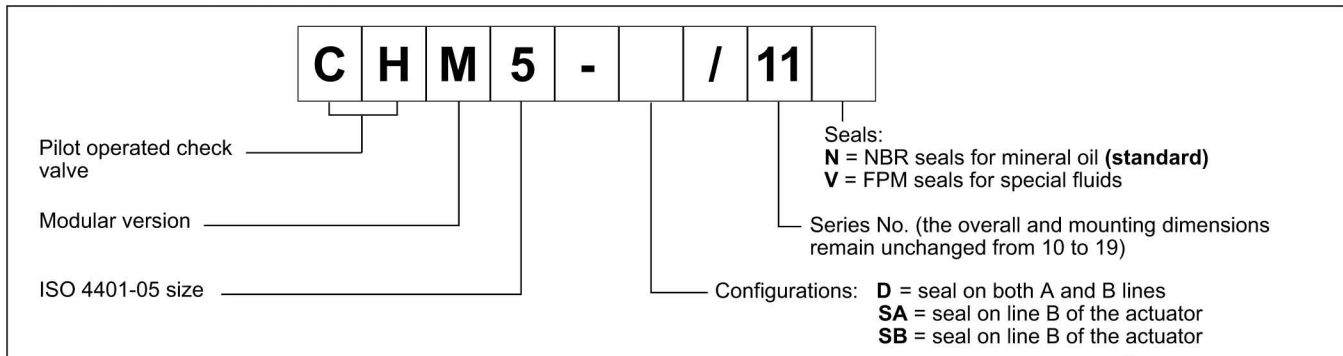 C H M 5 - / 11
Pilot operated check
valve
Modular version
ISO 4401-05 size
Seals:
N = NBR seals for mineral oil (standard)
V = FPM seals for special fluids
Series No. (the overall and mounting dimensions
remain unchanged from 10 to 19)
Configurations: D = seal on both A and B lines
SA = seal on line B of the actuator
SB = seal on line B of the actuator